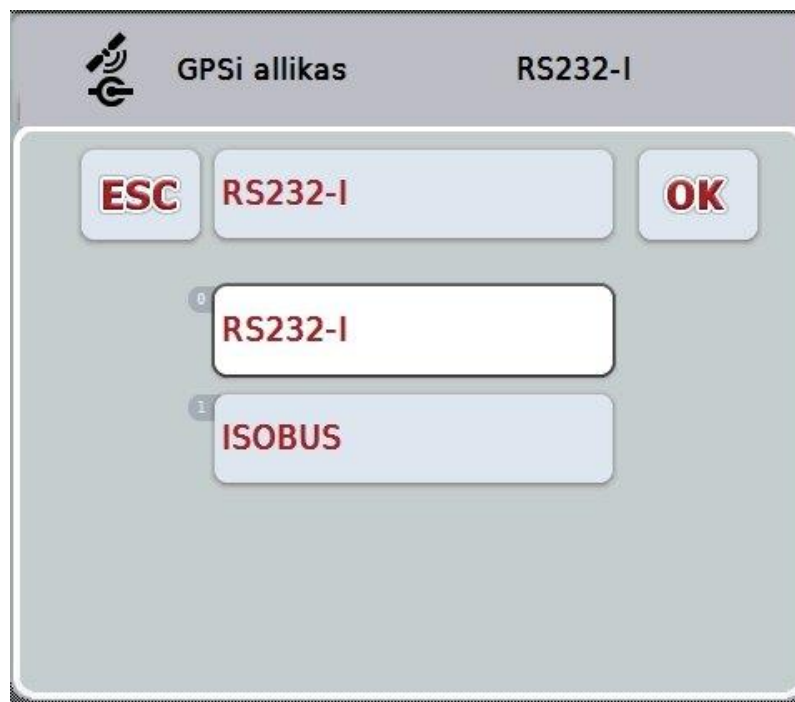 GPSi allikas RS232-I
ESC RS232-I OK
0
RS232-I
1
ISOBUS